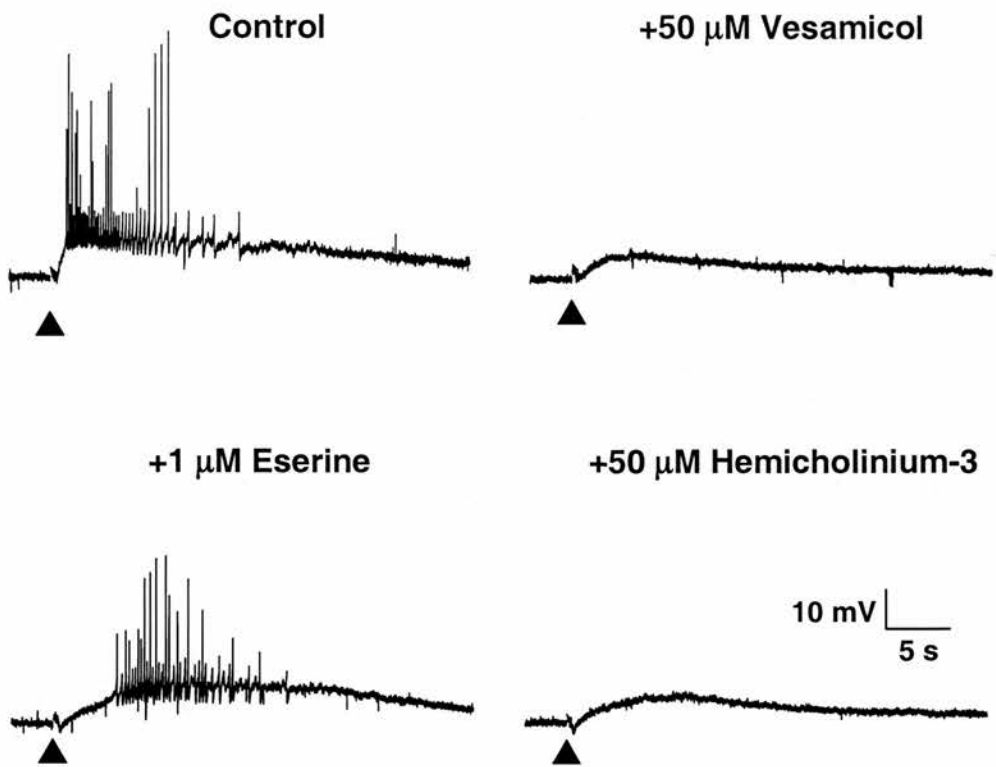 Control
+50 μM Vesamicol
+1 μM Eserine
+50 μM Hemicholinium-3
10 mV
5 s